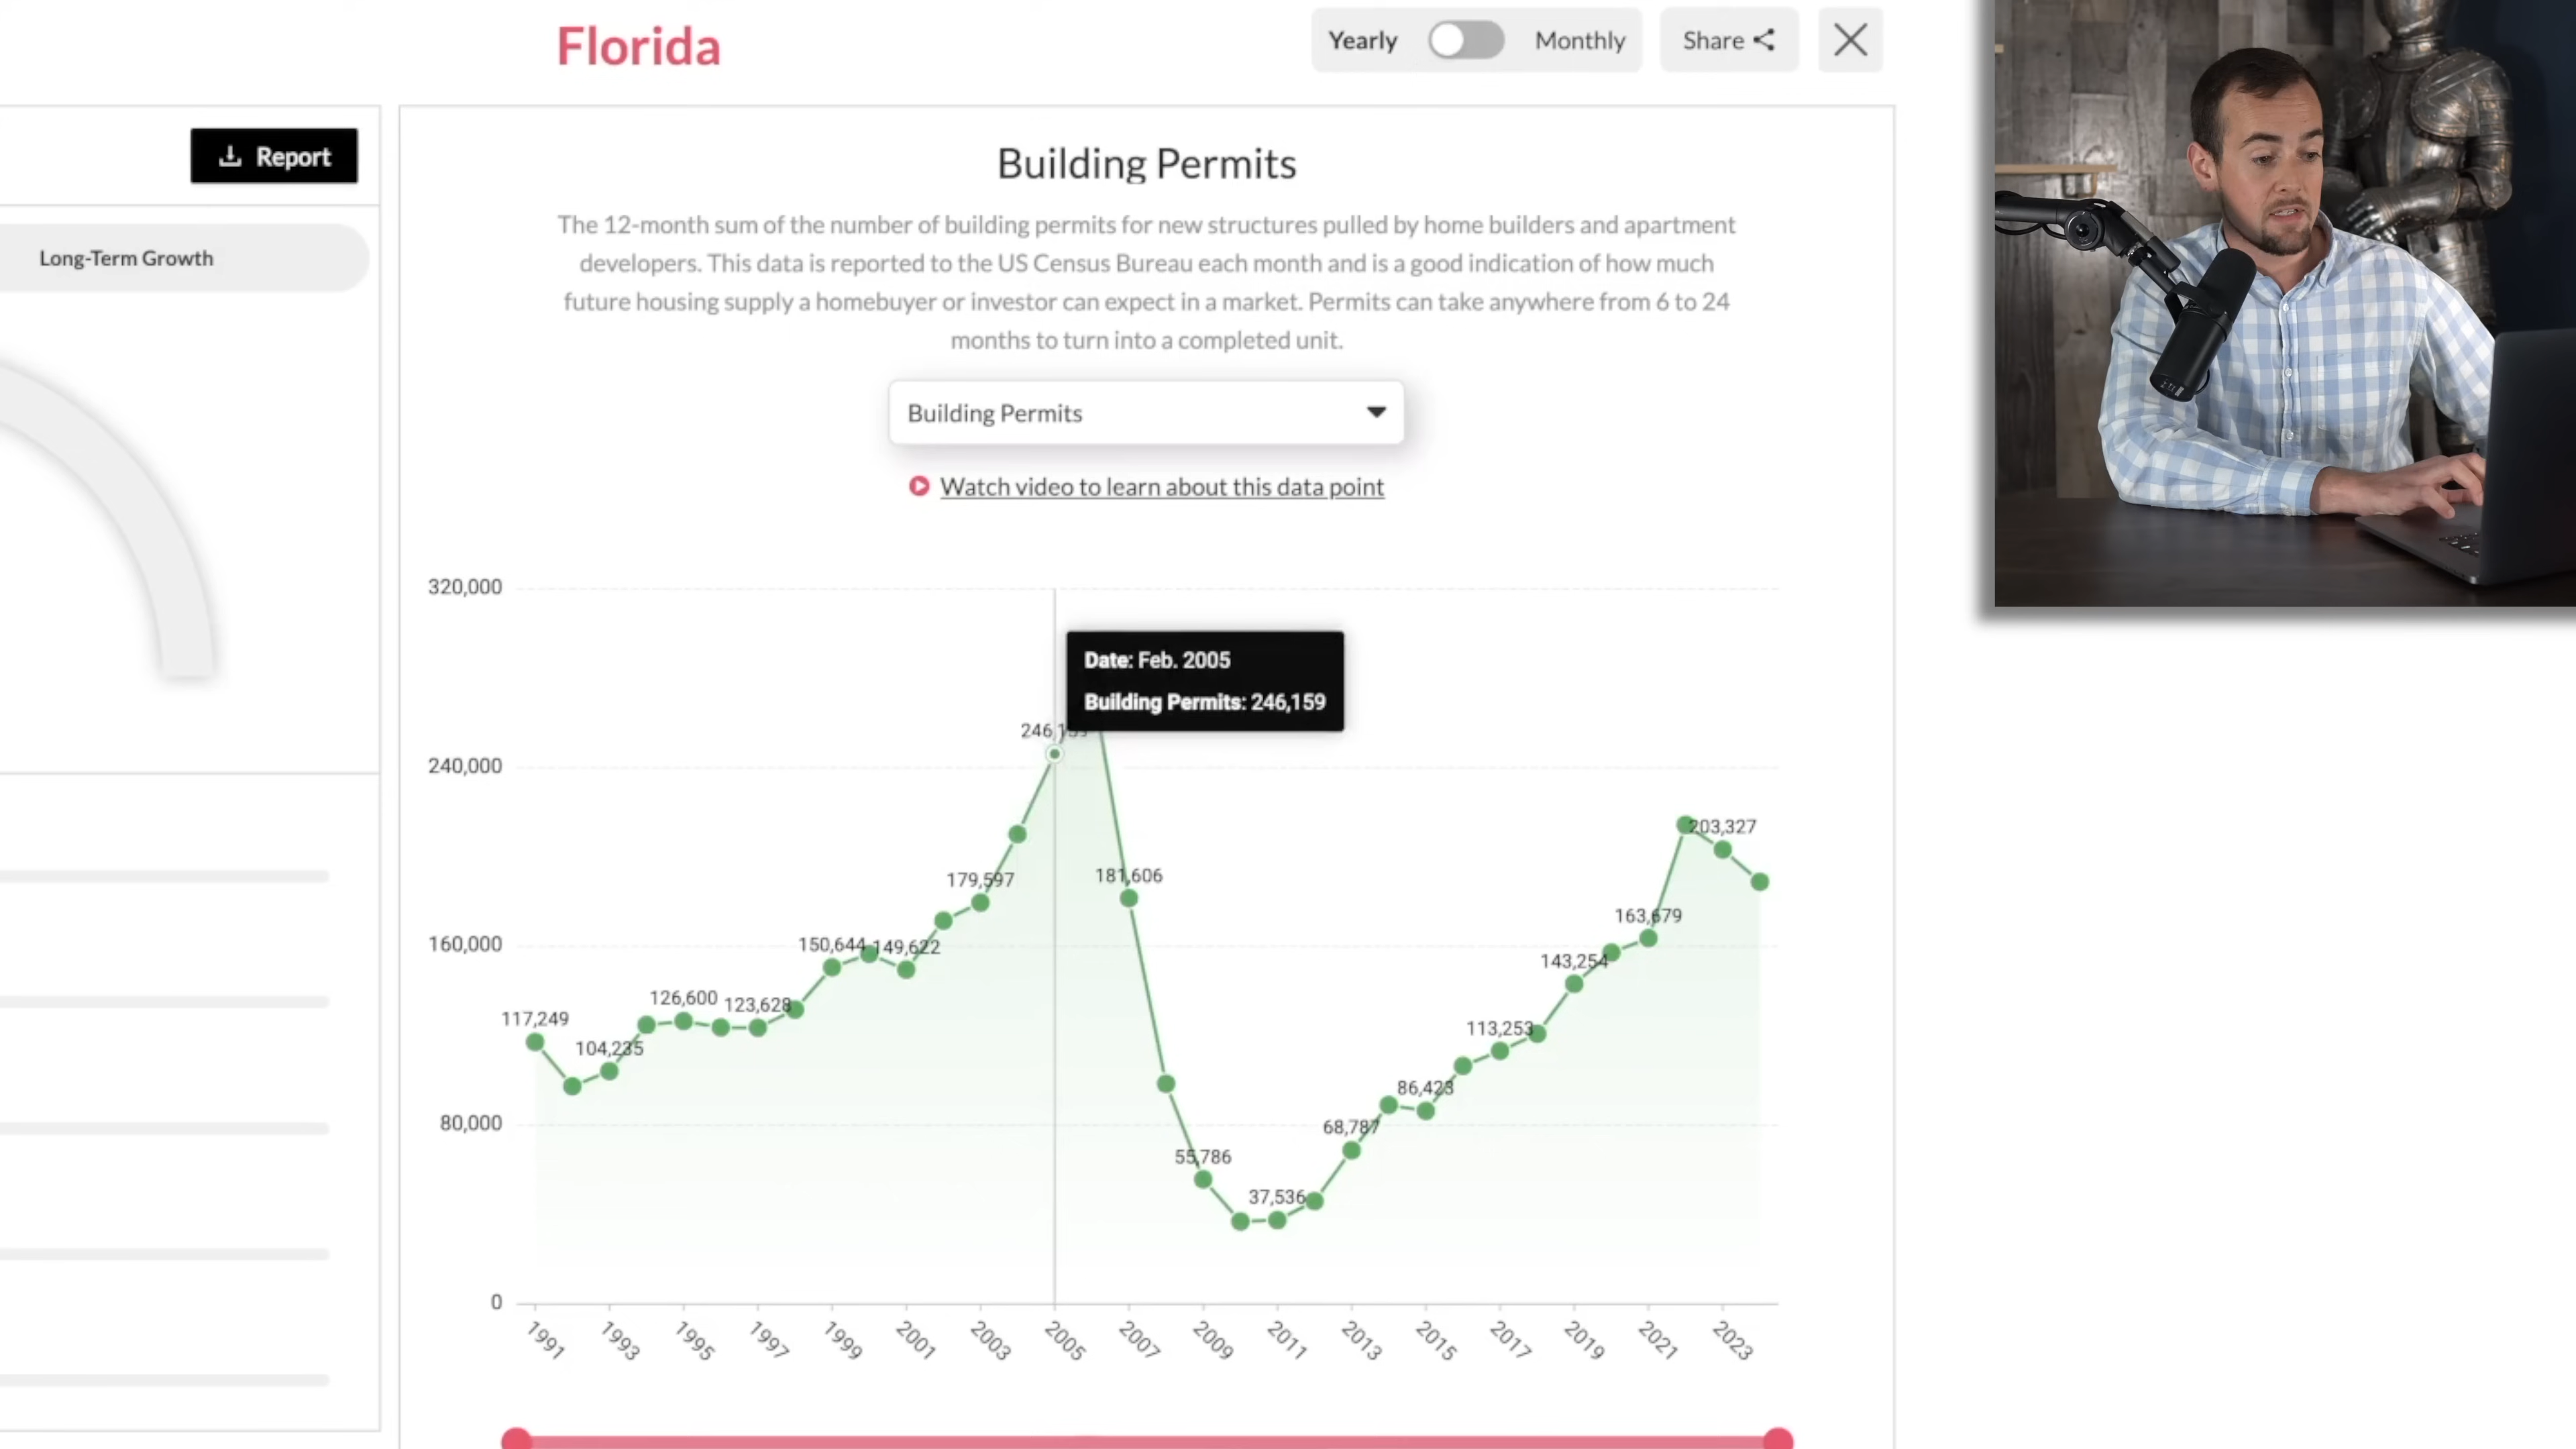 Florida
Yearly
Monthly
Share
Report
Long-Term Growth
Building Permits
The 12-month sum of the number of building permits for new structures pulled by home builders and apartment
developers. This data is reported to the US Census Bureau each month and is a good indication of how much
future housing supply a homebuyer or investor can expect in a market. Permits can take anywhere from 6 to 24
months to turn into a completed unit.
Building Permits
Watch video to learn about this data point
320,000
240,000
160,000
80,000
0
Date: Feb. 2005
Building Permits: 246,159
117,249
104,235
126,600
123,628
150,644
149,622
179,597
246,159
181,606
55,786
37,536
68,787
86,423
113,253
143,254
163,679
203,327
1991
1993
1995
1997
1999
2001
2003
2005
2007
2009
2011
2013
2015
2017
2019
2021
2023